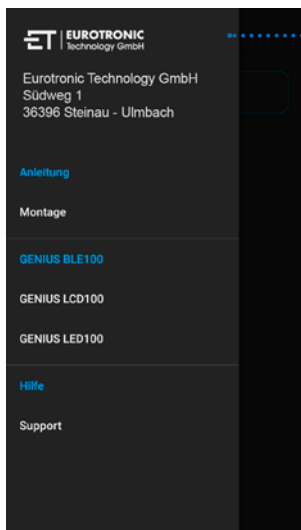 ET EUROTRONIC
Technology GmbH
Eurotronic Technology GmbH
Südweg 1
36396 Steinau - Ulmbach
Anleitung
Montage
GENIUS BLE100
GENIUS LCD100
GENIUS LED100
Hilfe
Support